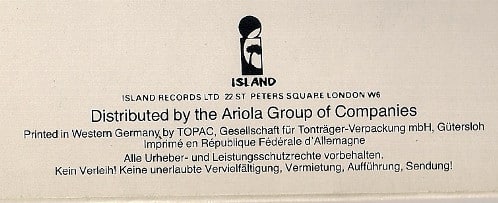 ISLAND
ISLAND RECORDS LTD 22 ST PETERS SQUARE LONDON W6
Distributed by the Ariola Group of Companies
Printed in Western Germany by TOPAC, Gesellschaft für Tonträger-Verpackung mbH, Gütersloh
Imprimé en République Fédérale d'Allemagne
Alle Urheber- und Leistungsschutzrechte vorbehalten.
Kein Verleih! Keine unerlaubte Vervielfältigung, Vermietung, Aufführung, Sendung!